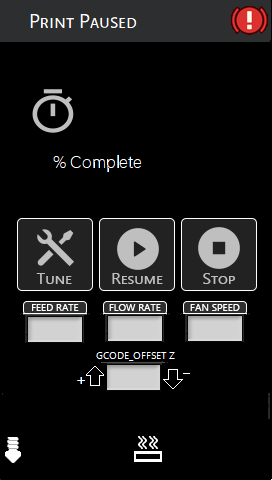 Print Paused
% Complete
Tune Resume Stop
FEED RATE FLOW RATE FAN SPEED
GCODE_OFFSET Z
+ −